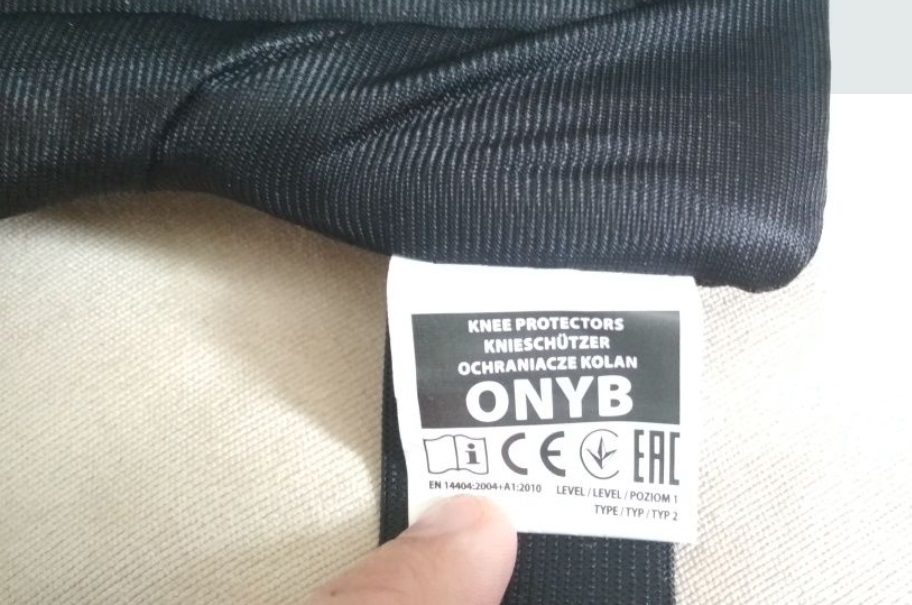 KNEE PROTECTORS
KNIESCHÜTZER
OCHRANIACZE KOLAN
ONYB
i CE EAC
EN 14404:2004+A1:2010 LEVEL / LEVEL / POZIOM 1
TYPE / TYP / TYP 2